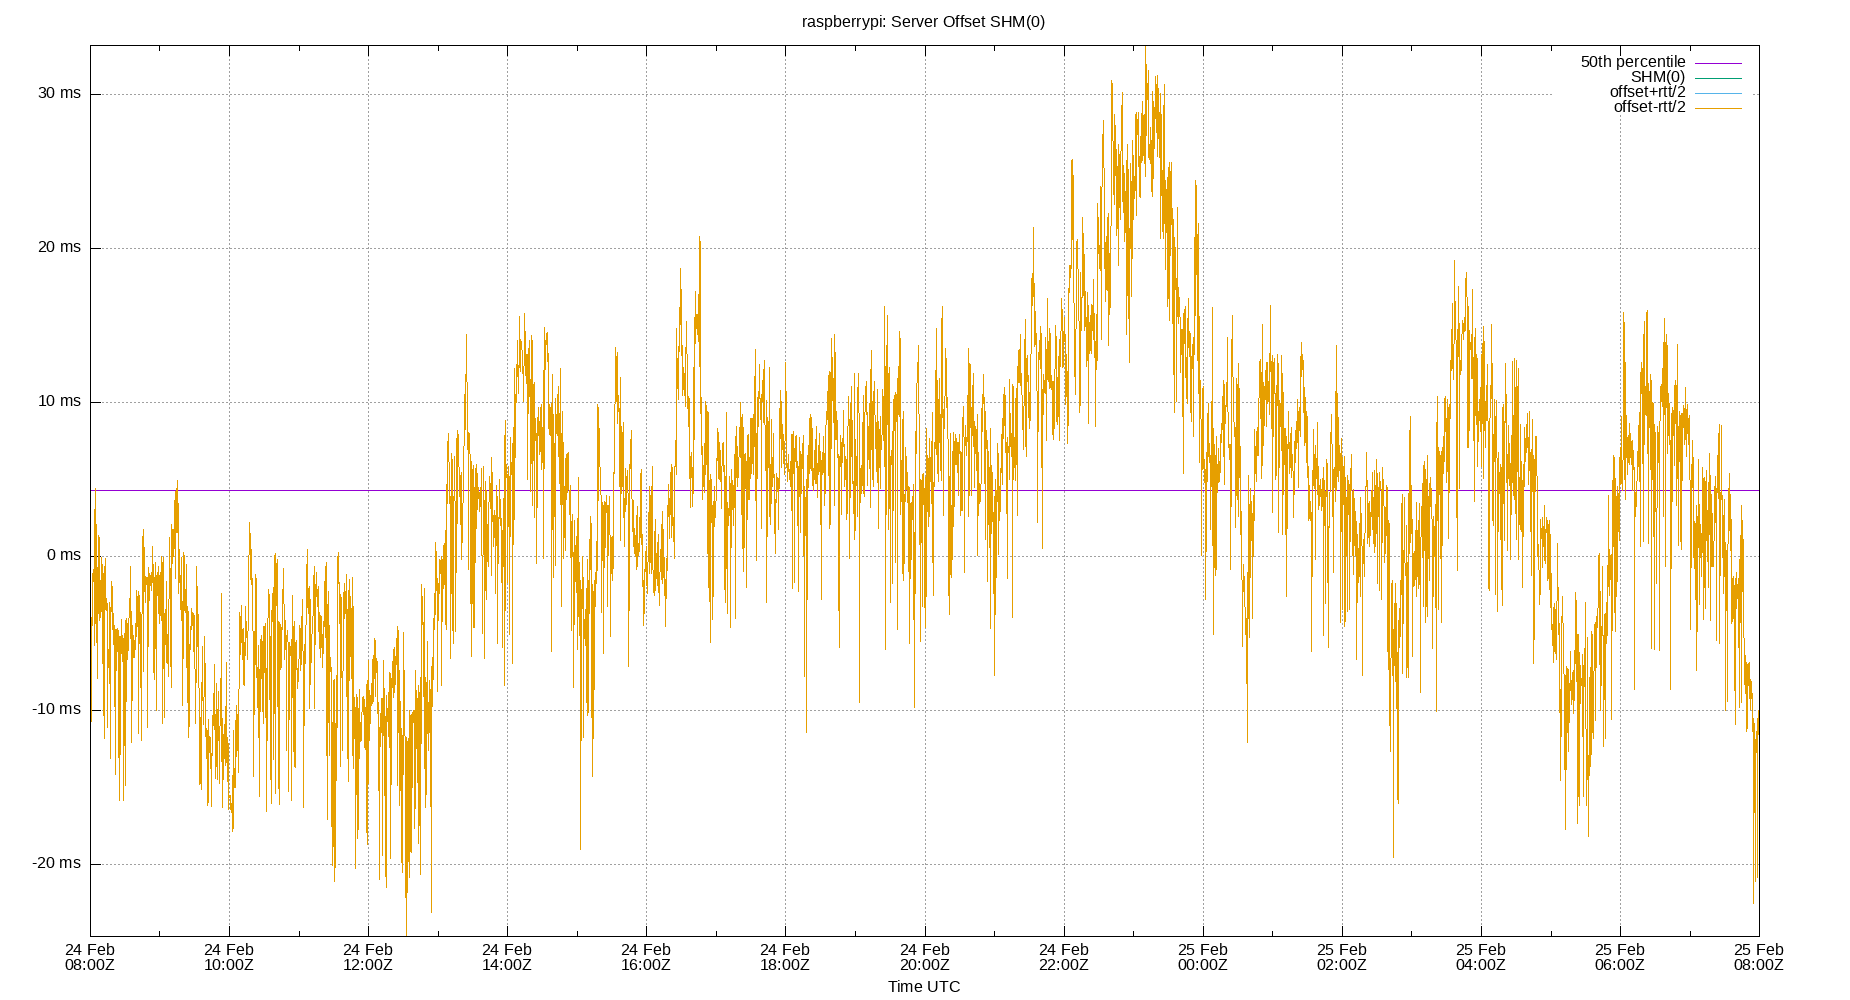 raspberrypi: Server Offset SHM(0)
50th percentile
SHM(0)
offset+rtt/2
offset-rtt/2
30 ms
20 ms
10 ms
0 ms
-10 ms
-20 ms
24 Feb 24 Feb 24 Feb 24 Feb 24 Feb 24 Feb 24 Feb 24 Feb 25 Feb 25 Feb 25 Feb 25 Feb 25 Feb
08:00Z 10:00Z 12:00Z 14:00Z 16:00Z 18:00Z 20:00Z 22:00Z 00:00Z 02:00Z 04:00Z 06:00Z 08:00Z
Time UTC